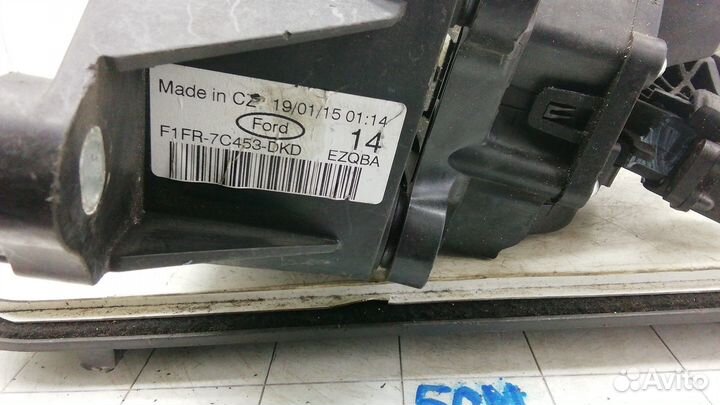 Made in CZ 19/01/15 01:14
Ford
14
F1FR-7C453-DKD
EZQBA
Avito